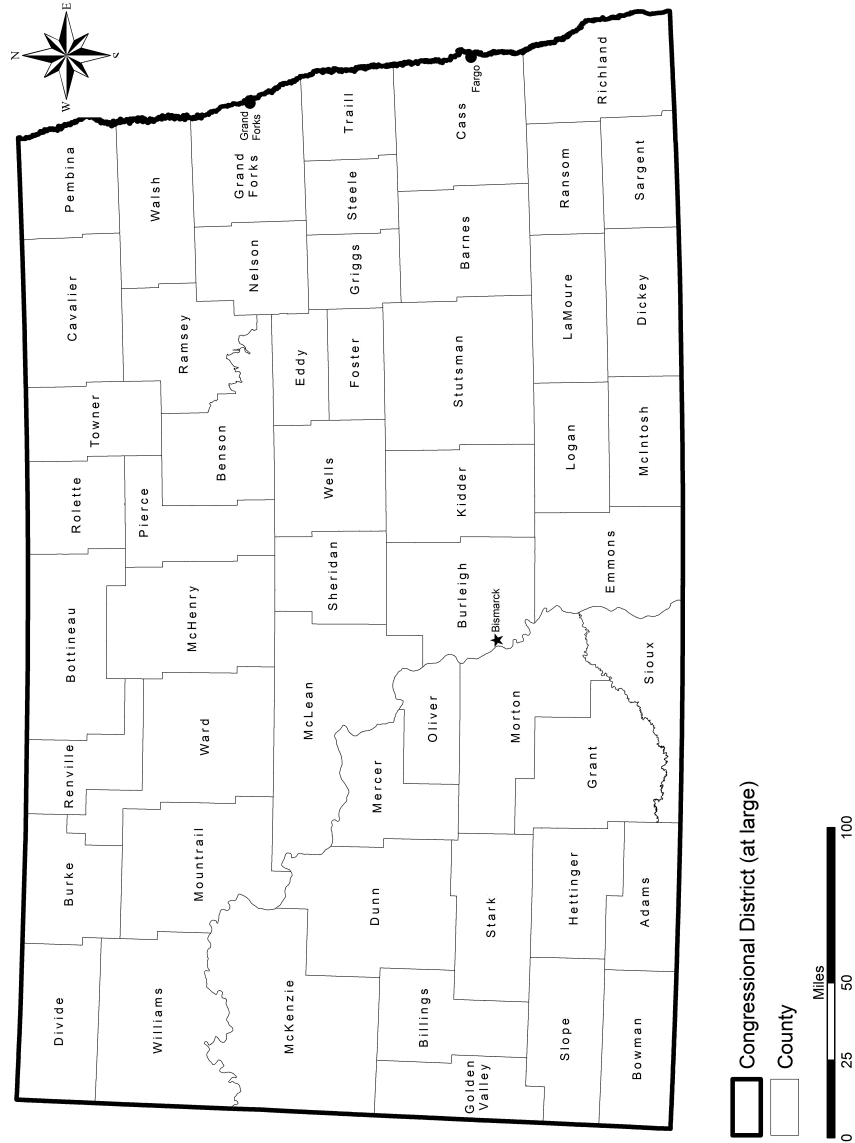 N
E
S
W
Divide
Burke
Renville
Bottineau
Rolette
Towner
Cavalier
Pembina
Williams
Mountrail
Ward
McHenry
Pierce
Benson
Ramsey
Walsh
Nelson
Grand
Forks
Grand
Forks
McKenzie
Dunn
Mercer
McLean
Oliver
Sheridan
Wells
Eddy
Foster
Griggs
Steele
Traill
Golden
Valley
Billings
Stark
Morton
Burleigh
Bismarck
Kidder
Stutsman
Barnes
Cass
Fargo
Slope
Hettinger
Grant
Sioux
Emmons
Logan
LaMoure
Ransom
Richland
Bowman
Adams
McIntosh
Dickey
Sargent
Congressional District (at large)
County
0
25
50
100
Miles